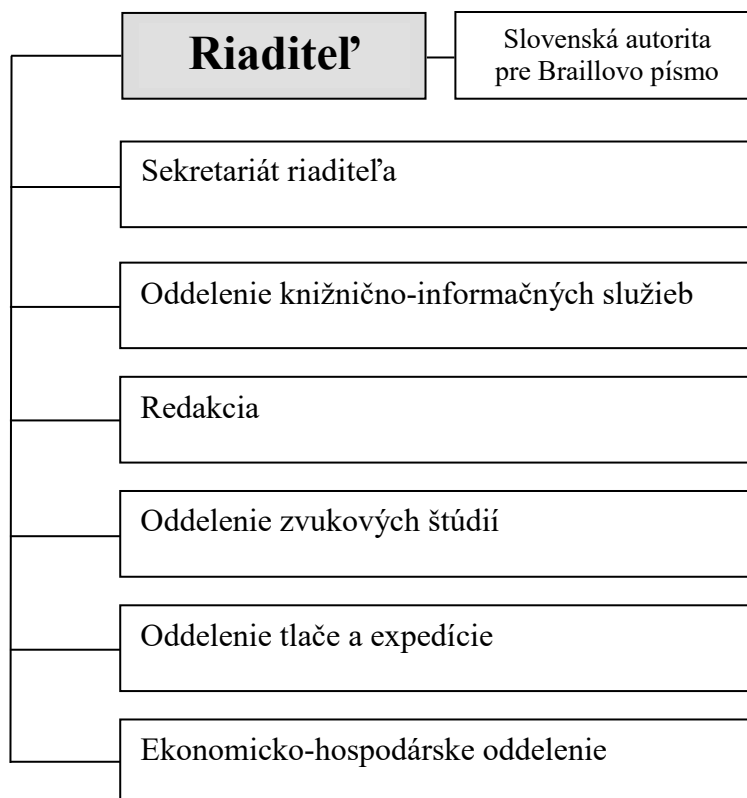 Riaditeľ
Slovenská autorita
pre Braillovo písmo
Sekretariát riaditeľa
Oddelenie knižnično-informačných služieb
Redakcia
Oddelenie zvukových štúdií
Oddelenie tlače a expedície
Ekonomicko-hospodárske oddelenie